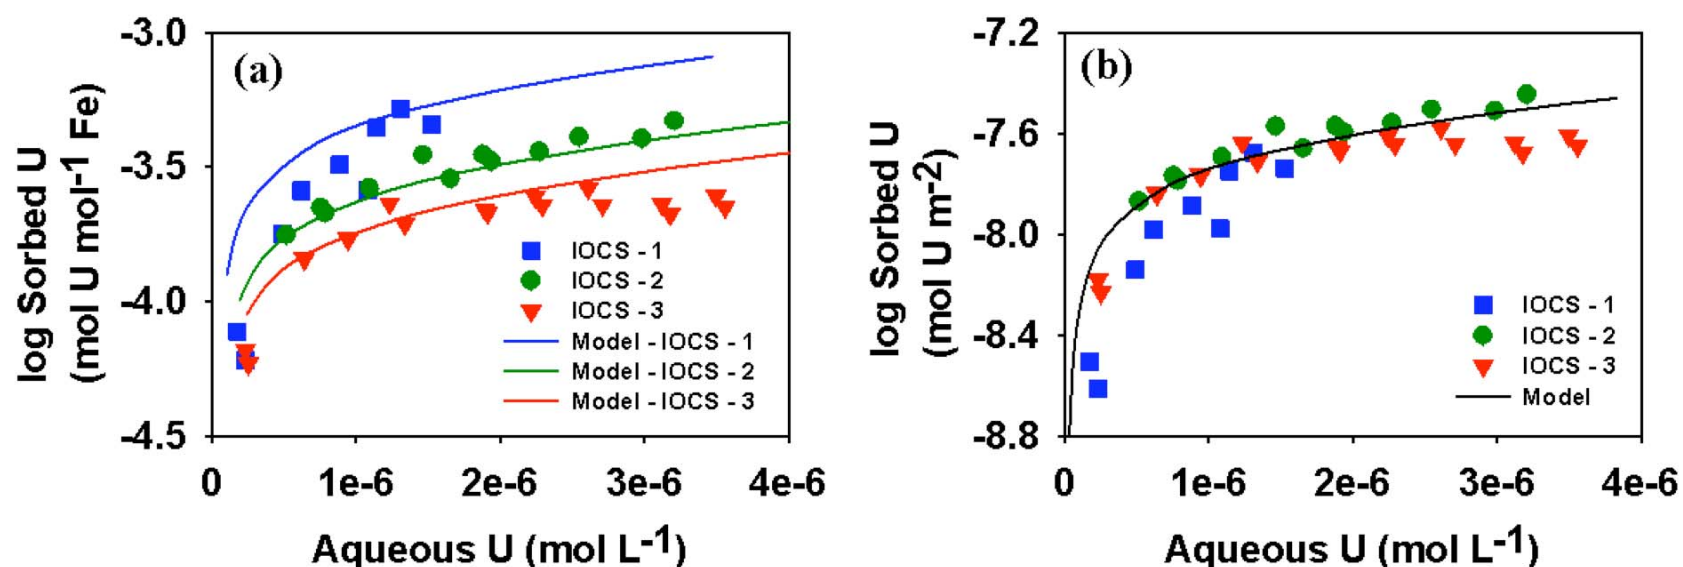 log Sorbed U
(mol U mol-1 Fe)
-3.0
-3.5
-4.0
-4.5
(a)
IOCS - 1
IOCS - 2
IOCS - 3
Model - IOCS - 1
Model - IOCS - 2
Model - IOCS - 3
0
1e-6
2e-6
3e-6
4e-6
Aqueous U (mol L-1)
log Sorbed U
(mol U m-2)
-7.2
-7.6
-8.0
-8.4
-8.8
(b)
IOCS - 1
IOCS - 2
IOCS - 3
Model
0
1e-6
2e-6
3e-6
4e-6
Aqueous U (mol L-1)